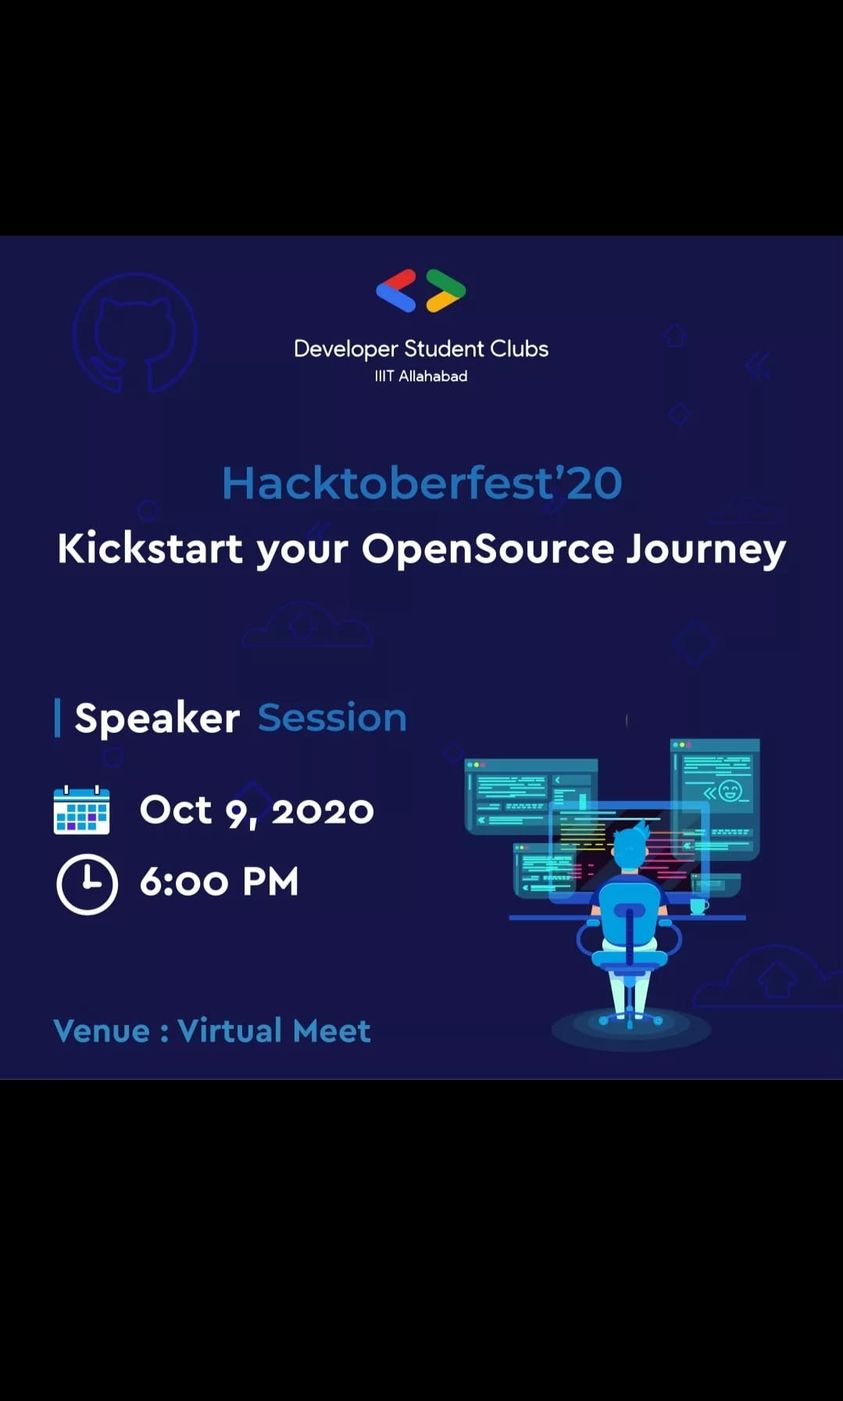 Developer Student Clubs
IIIT Allahabad
Hacktoberfest’20
Kickstart your OpenSource Journey
Speaker Session
Oct 9, 2020
6:00 PM
Venue : Virtual Meet